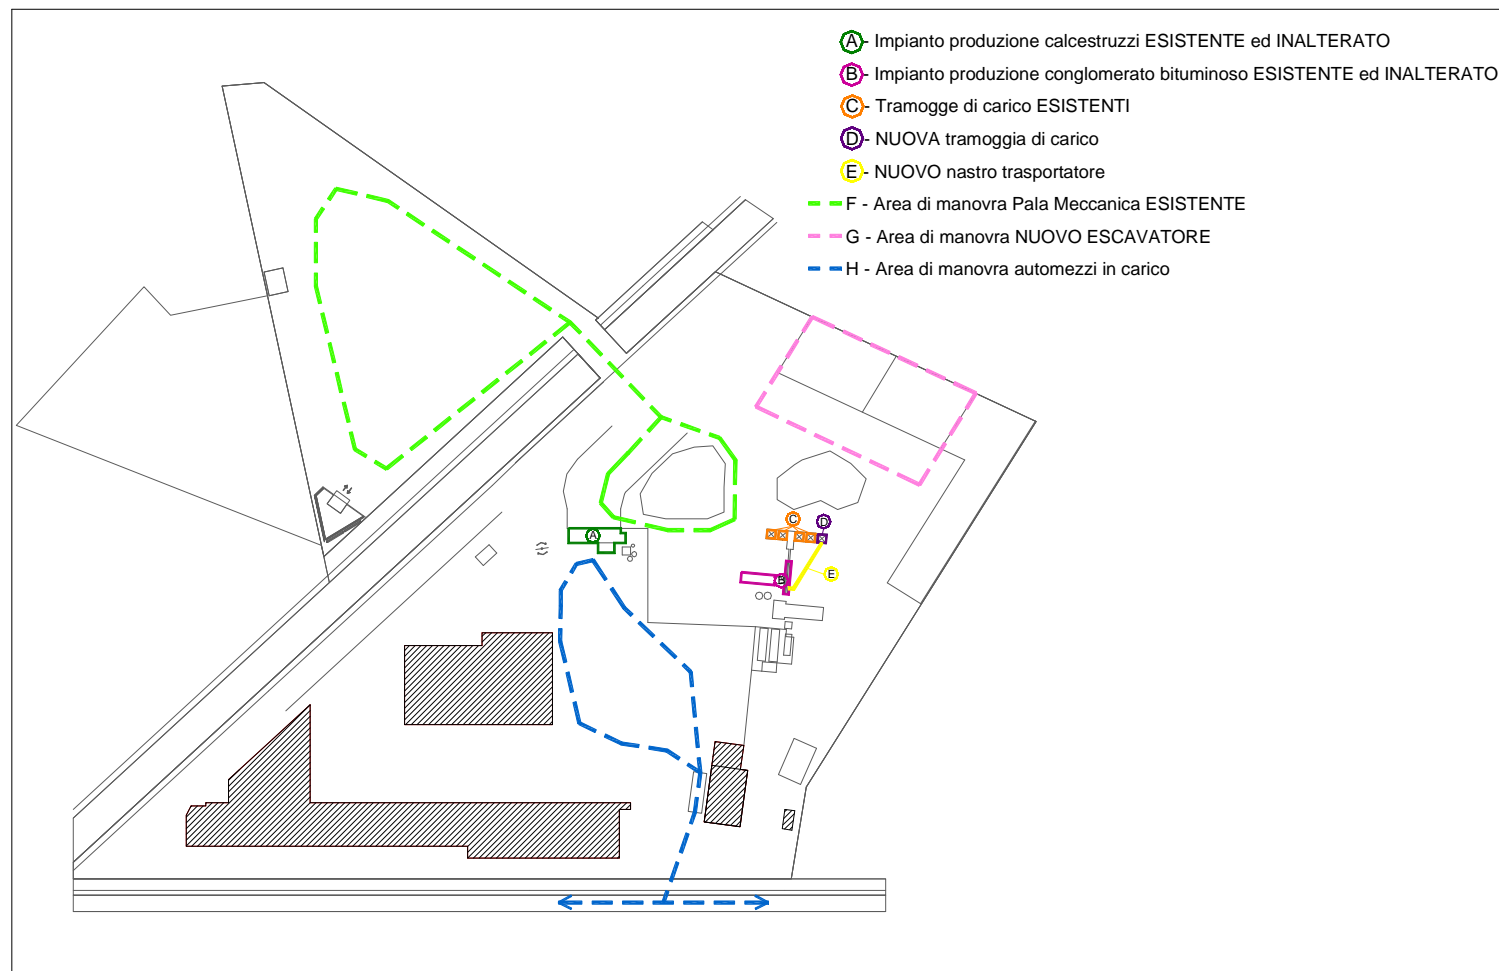 A - Impianto produzione calcestruzzi ESISTENTE ed INALTERATO
B - Impianto produzione conglomerato bituminoso ESISTENTE ed INALTERATO
C - Tramogge di carico ESISTENTI
D - NUOVA tramoggia di carico
E - NUOVO nastro trasportatore
F - Area di manovra Pala Meccanica ESISTENTE
G - Area di manovra NUOVO ESCAVATORE
H - Area di manovra automezzi in carico
C
D
A
E
B